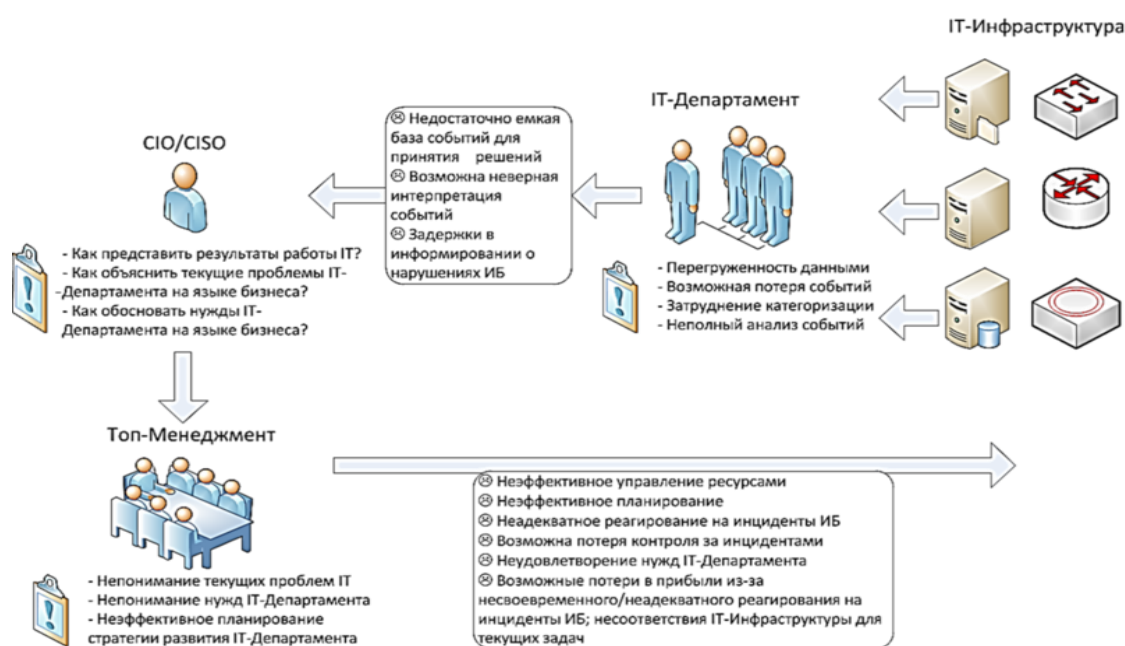 IT-Инфраструктура
IT-Департамент
☹ Недостаточно емкая
база событий для
принятия решений
☹ Возможна неверная
интерпретация
событий
☹ Задержки в
информировании о
нарушениях ИБ
CIO/CISO
- Как представить результаты работы IT?
- Как объяснить текущие проблемы IT-
-Департамента на языке бизнеса?
- Как обосновать нужды IT-
Департамента на языке бизнеса?
- Перегруженность данными
- Возможная потеря событий
- Затруднение категоризации
- Неполный анализ событий
Топ-Менеджмент
- Непонимание текущих проблем IT
- Непонимание нужд IT-Департамента
- Неэффективное планирование
стратегии развития IT-Департамента
☹ Неэффективное управление ресурсами
☹ Неэффективное планирование
☹ Неадекватное реагирование на инциденты ИБ
☹ Возможна потеря контроля за инцидентами
☹ Неудовлетворение нужд IT-Департамента
☹ Возможные потери в прибыли из-за
несвоевременного/неадекватного реагирования на
инциденты ИБ; несоответствия IT-Инфраструктуры для
текущих задач